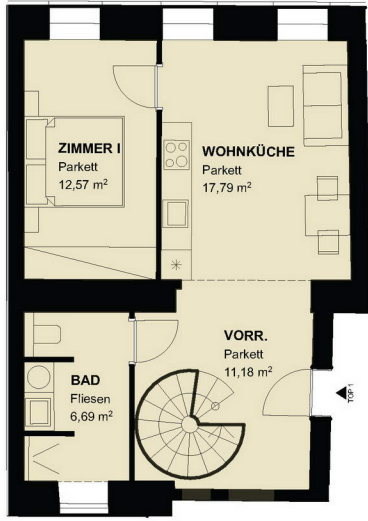 ZIMMER I
Parkett
12,57 m²
WOHNKÜCHE
Parkett
17,79 m²
VORR.
Parkett
11,18 m²
BAD
Fliesen
6,69 m²
TOP 1